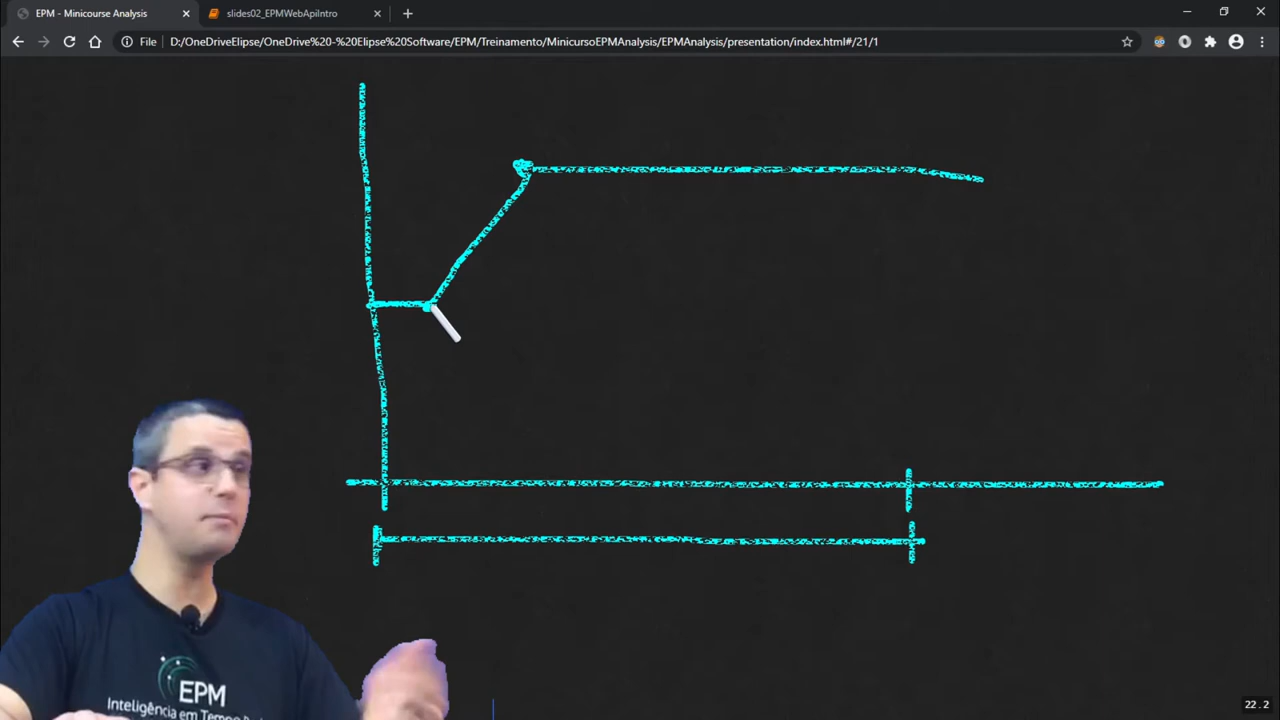 EPM - Minicourse Analysis
slides02_EPMWebApiIntro
File
D:/OneDriveElipse/OneDrive%20-%20Elipse%20Software/EPM/Treinamento/MinicursoEPMAnalysis/EPMAnalysis/presentation/index.html#/21/1
EPM
Inteligência em Tempo
22.2